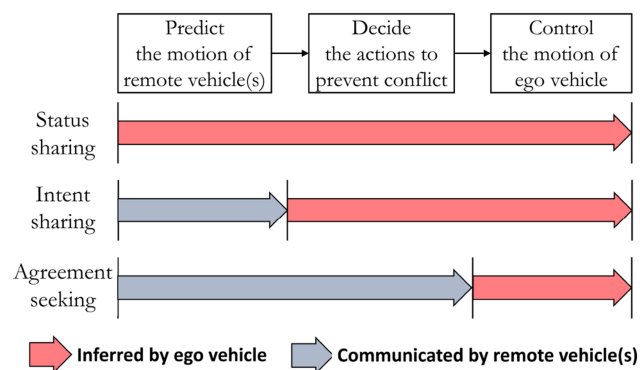 Predict
the motion of
remote vehicle(s)
Decide
the actions to
prevent conflict
Control
the motion of
ego vehicle
Status
sharing
Intent
sharing
Agreement
seeking
Inferred by ego vehicle
Communicated by remote vehicle(s)